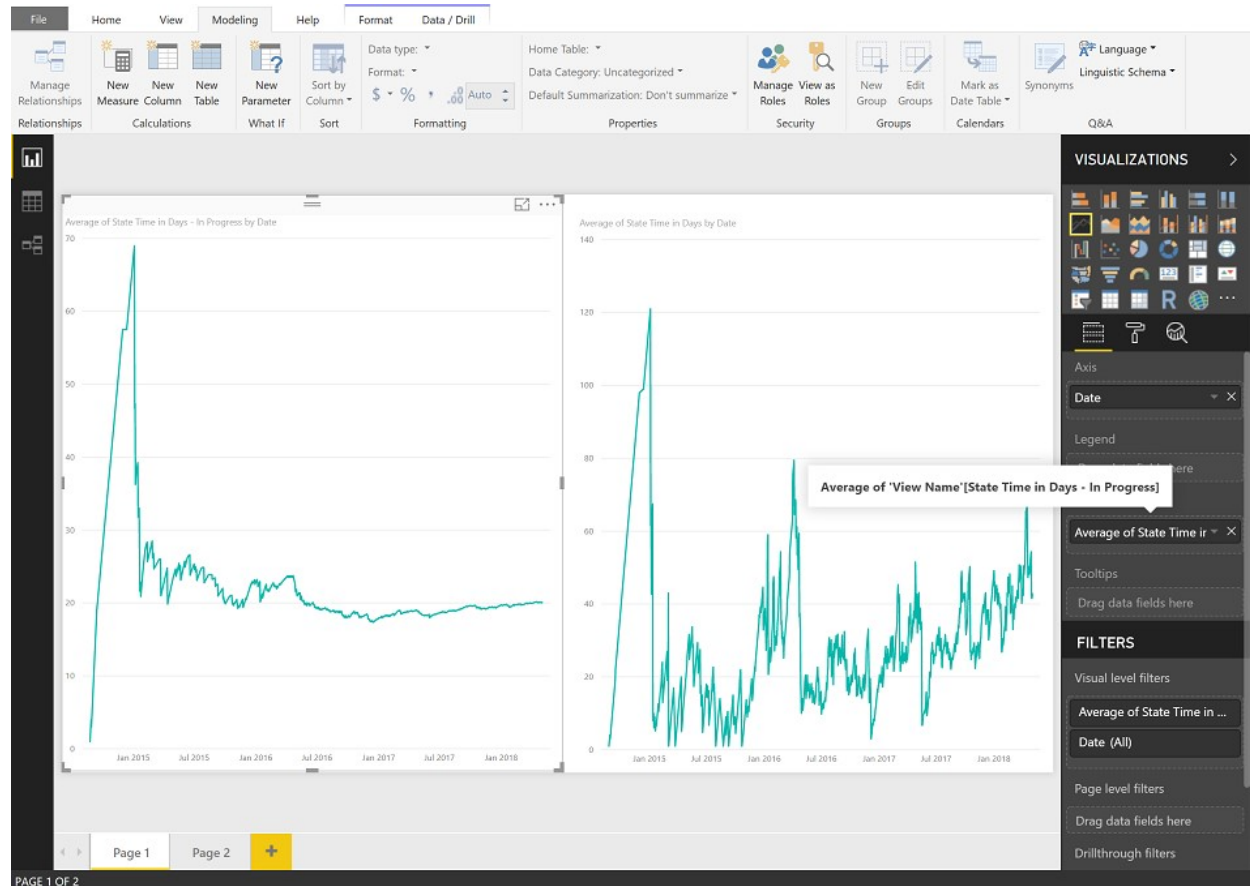 File Home View Modeling Help Format Data / Drill
Manage Relationships
New Measure
New Column
New Table
New Parameter
Sort by Column
Data type:
Format:
$ % , .00 Auto
Home Table:
Data Category: Uncategorized
Default Summarization: Don't summarize
Manage Roles
View as Roles
New Group
Edit Groups
Mark as Date Table
Synonyms
Language
Linguistic Schema
Relationships Calculations What If Sort Formatting Properties Security Groups Calendars Q&A
Average of State Time in Days - In Progress by Date
70
60
50
40
30
20
10
0
Jan 2015 Jul 2015 Jan 2016 Jul 2016 Jan 2017 Jul 2017 Jan 2018
Average of State Time in Days by Date
140
120
100
80
60
40
20
0
Jan 2015 Jul 2015 Jan 2016 Jul 2016 Jan 2017 Jul 2017 Jan 2018
Average of 'View Name'[State Time in Days - In Progress]
VISUALIZATIONS
123
R
Axis
Date
Legend
here
Average of State Time ir
Tooltips
Drag data fields here
FILTERS
Visual level filters
Average of State Time in ...
Date (All)
Page level filters
Drag data fields here
Drillthrough filters
Page 1 Page 2 +
PAGE 1 OF 2